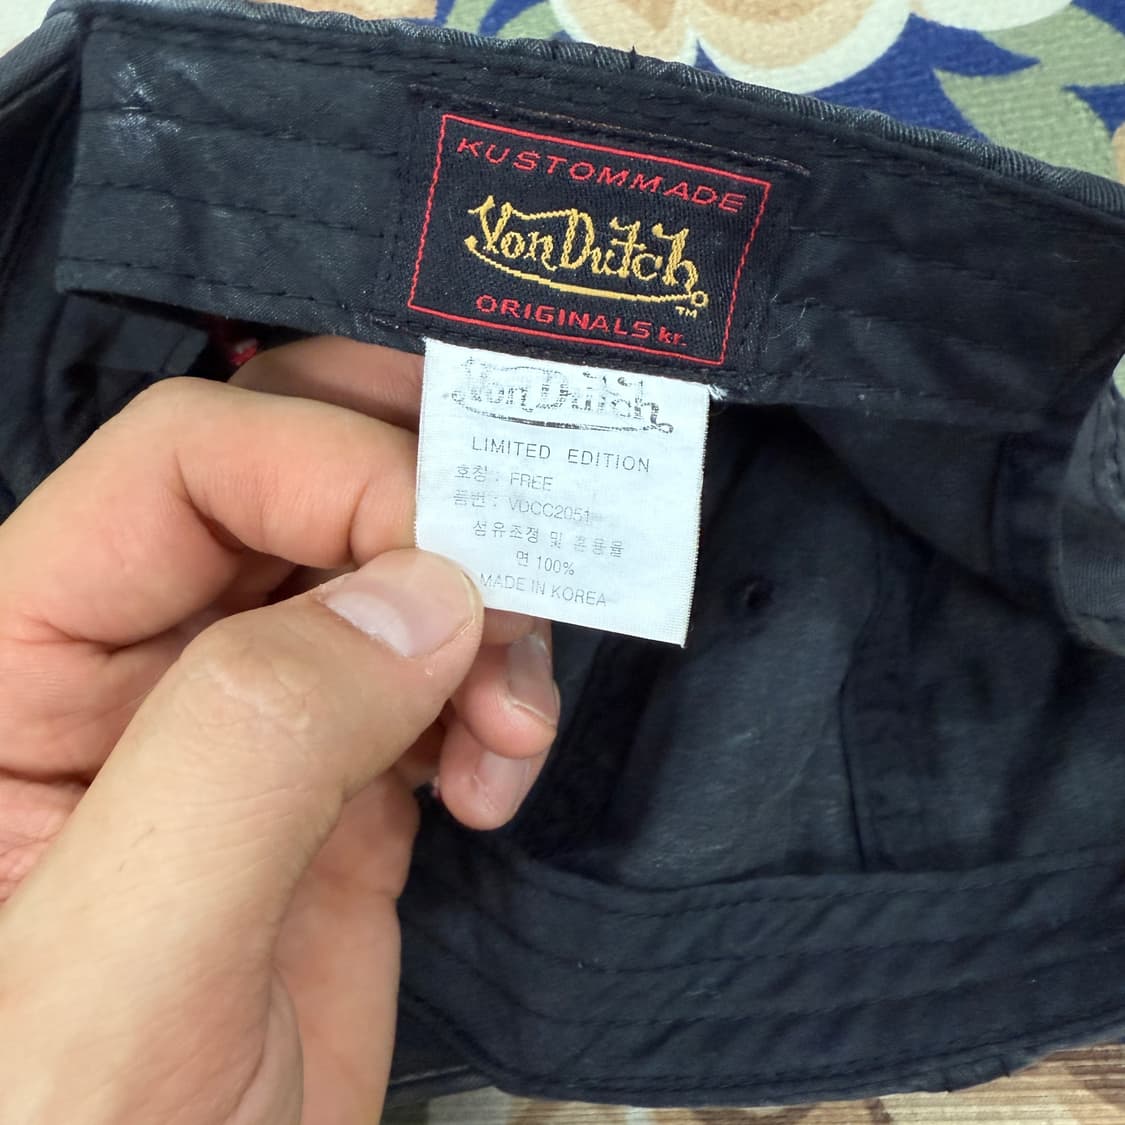 KUSTOMMADE
Von Dutch
TM
ORIGINALS kr.
Von Dutch
LIMITED EDITION
호칭 : FREE
품번 : VDCC2051
섬유조성 및 혼용율
면 100%
MADE IN KOREA